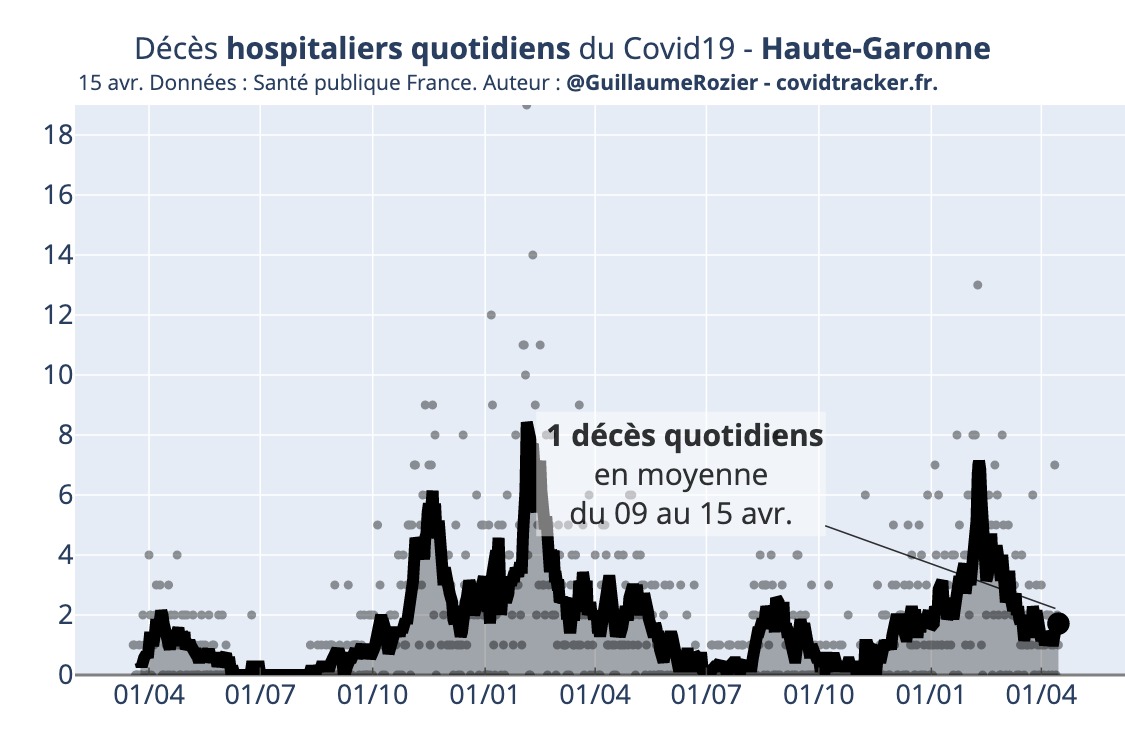 Décès hospitaliers quotidiens du Covid19 - Haute-Garonne
15 avr. Données : Santé publique France. Auteur : @GuillaumeRozier - covidtracker.fr.
18
16
14
12
10
8
6
4
2
0
1 décès quotidiens
en moyenne
du 09 au 15 avr.
01/04 01/07 01/10 01/01 01/04 01/07 01/10 01/01 01/04